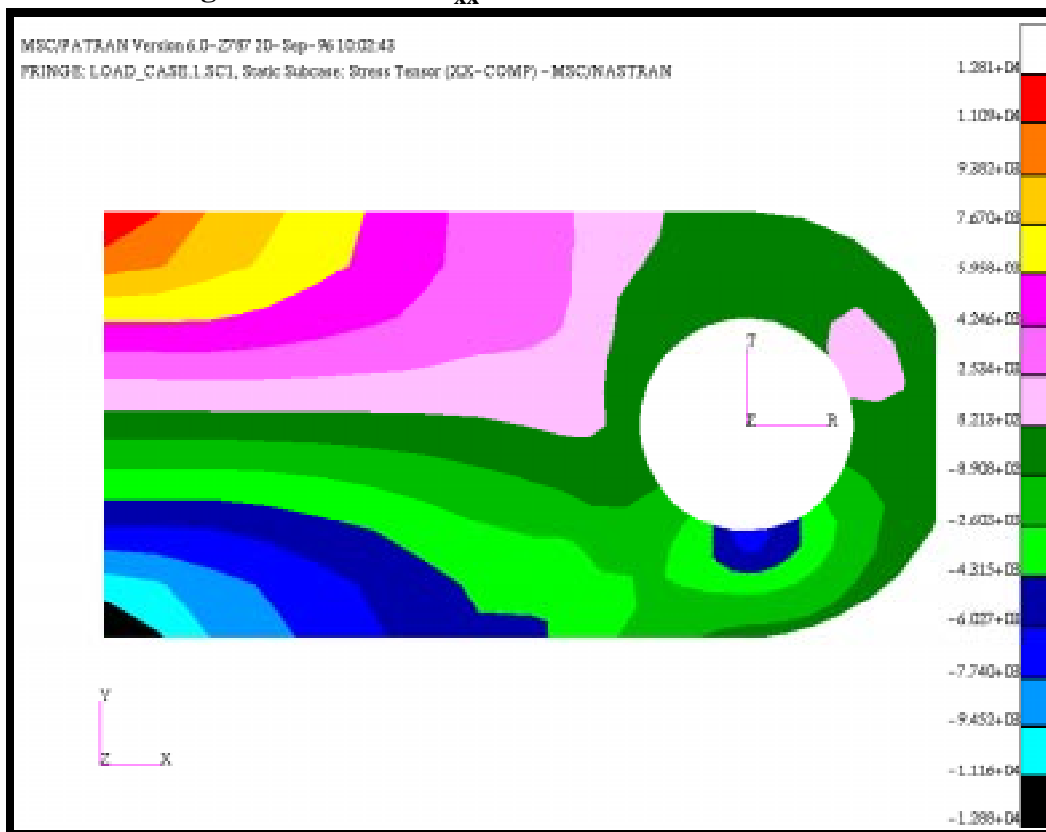 xx
MSC/PATRAN Version 6.0-2787 20-Sep-96 10:02:43
FRINGE: LOAD_CASE.1.SC1, Static Subcase: Stress Tensor (XX-COMP) - MSC/NASTRAN
1.281+04
1.109+04
9.382+03
7.670+03
5.958+03
4.246+03
2.534+03
8.213+02
-8.908+02
-2.603+03
-4.315+03
-6.027+03
-7.740+03
-9.452+03
-1.116+04
-1.288+04
T
Z R
Y
Z X